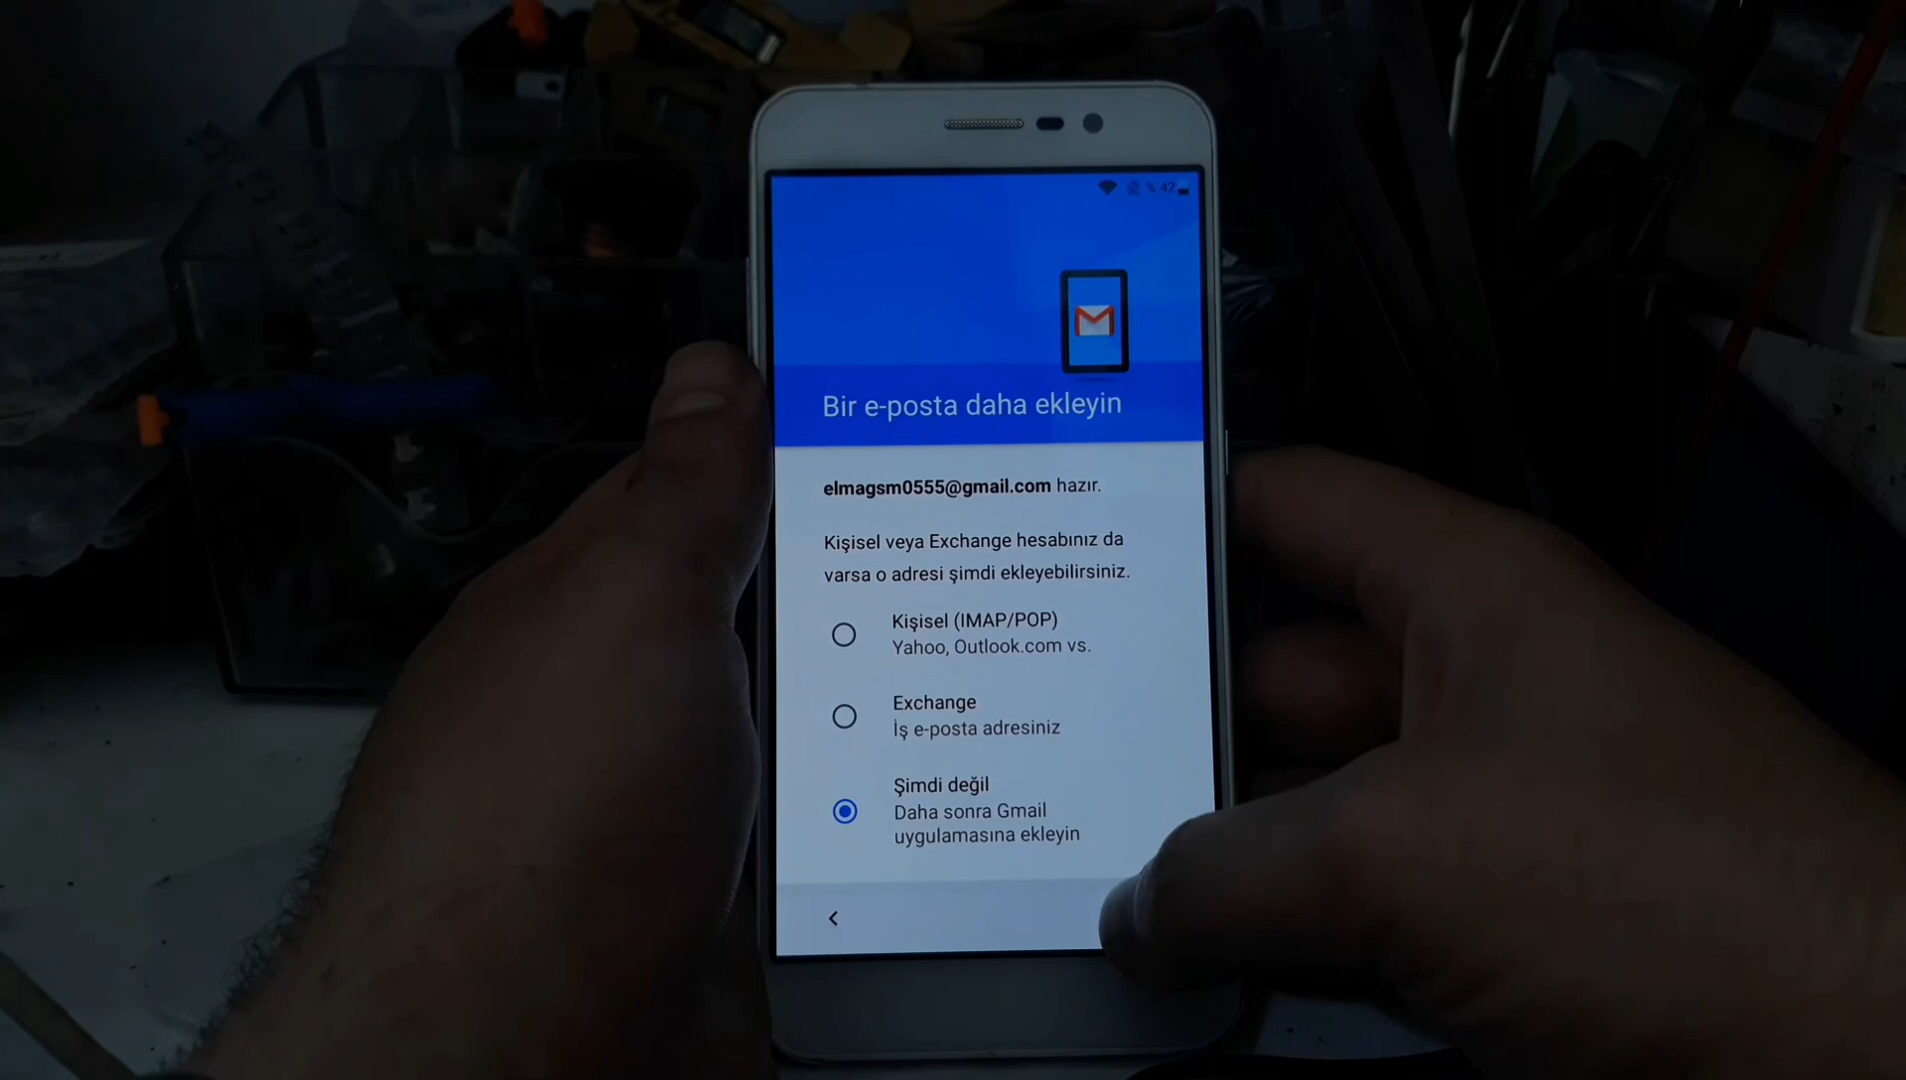 % 42
Bir e-posta daha ekleyin
elmagsm0555@gmail.com hazır.
Kişisel veya Exchange hesabınız da
varsa o adresi şimdi ekleyebilirsiniz.
Kişisel (IMAP/POP)
Yahoo, Outlook.com vs.
Exchange
İş e-posta adresiniz
Şimdi değil
Daha sonra Gmail
uygulamasına ekleyin